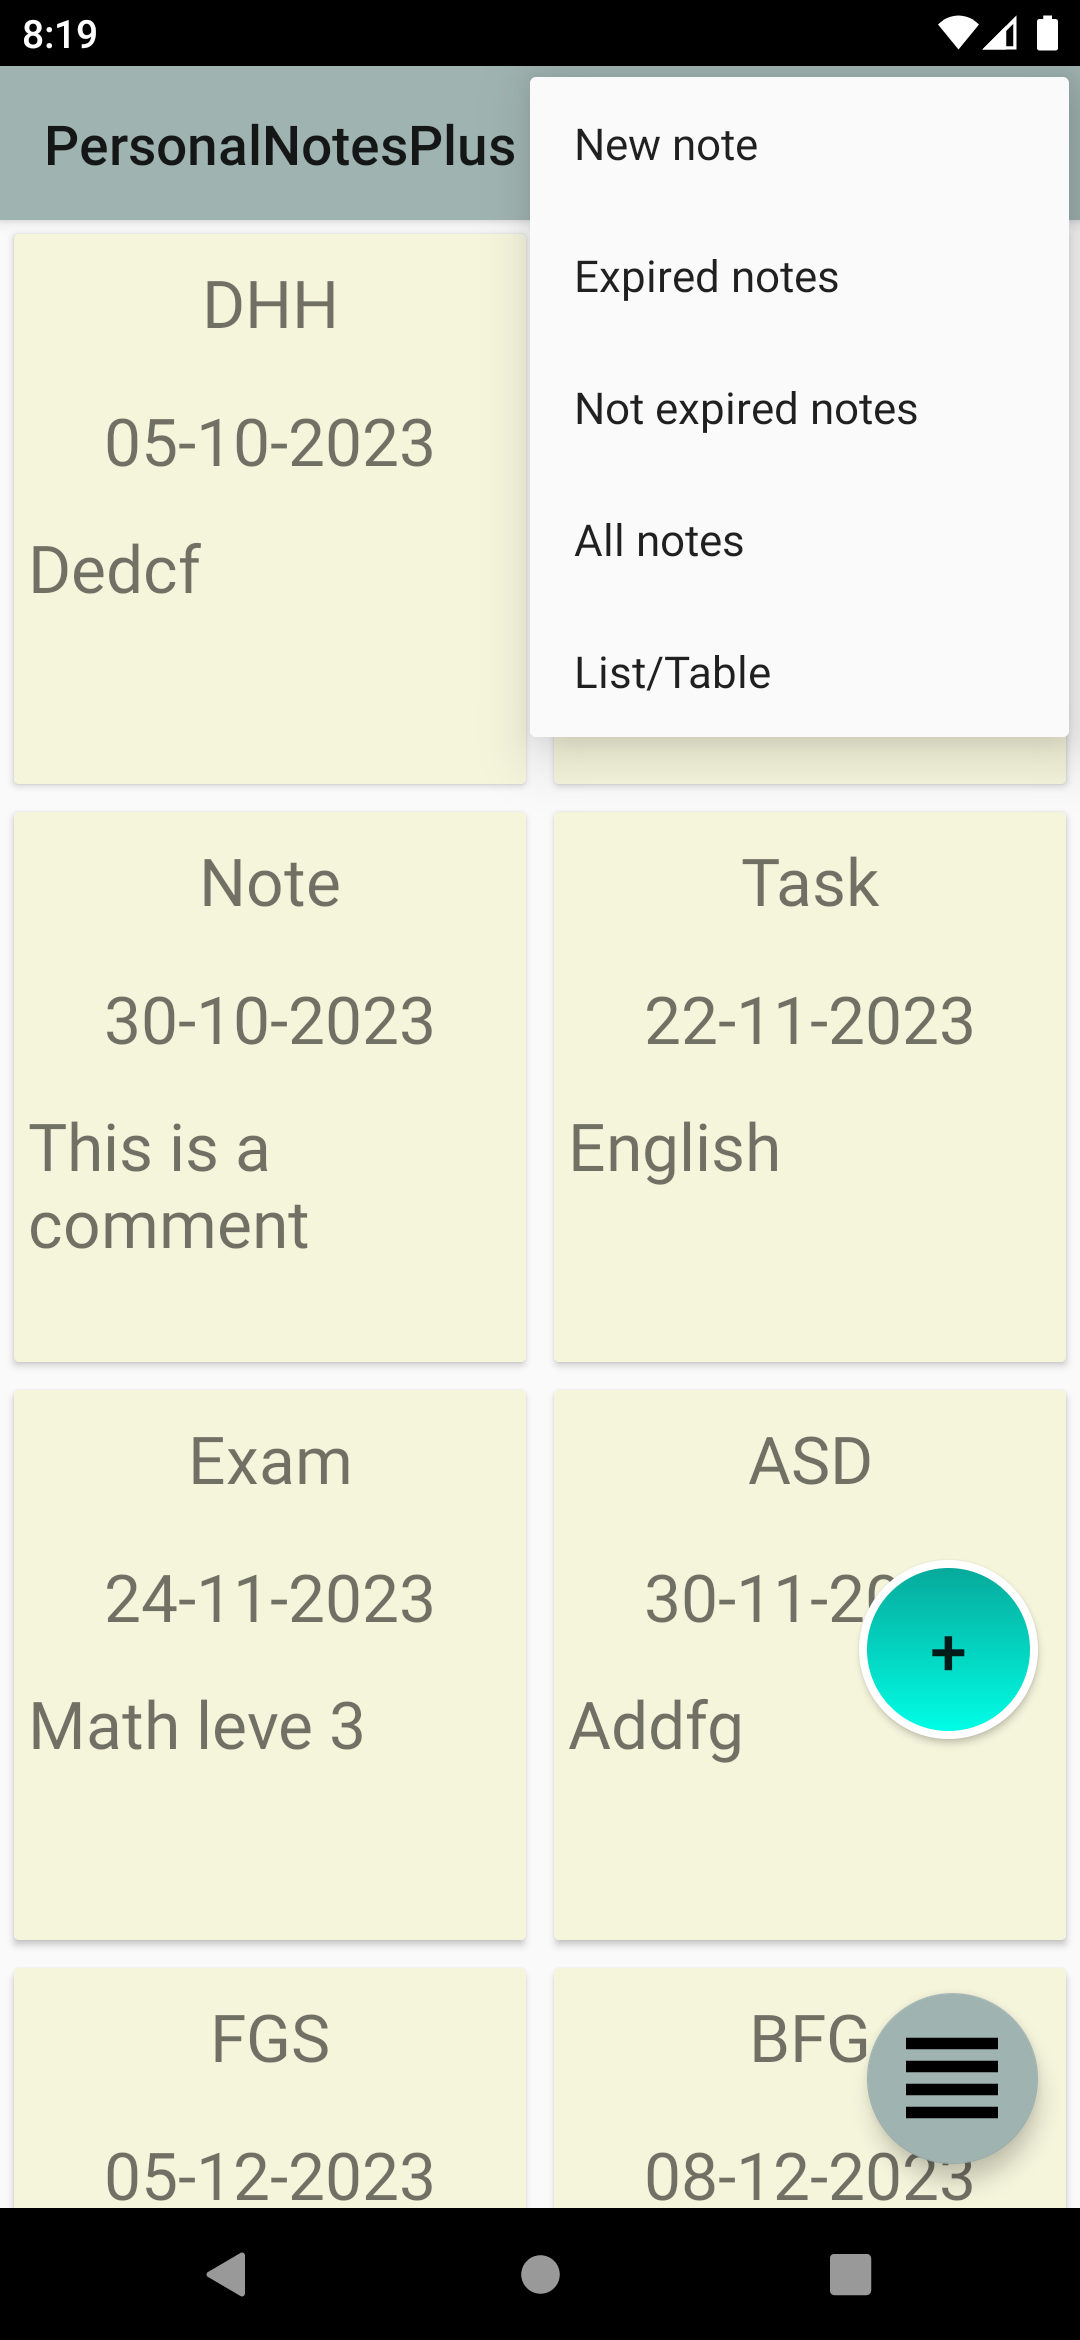 8:19
PersonalNotesPlus
New note
Expired notes
Not expired notes
All notes
List/Table
DHH
05-10-2023
Dedcf
Note
30-10-2023
This is a
comment
Task
22-11-2023
English
Exam
24-11-2023
Math leve 3
ASD
30-11-20
Addfg
+
FGS
05-12-2023
BFG
08-12-2023